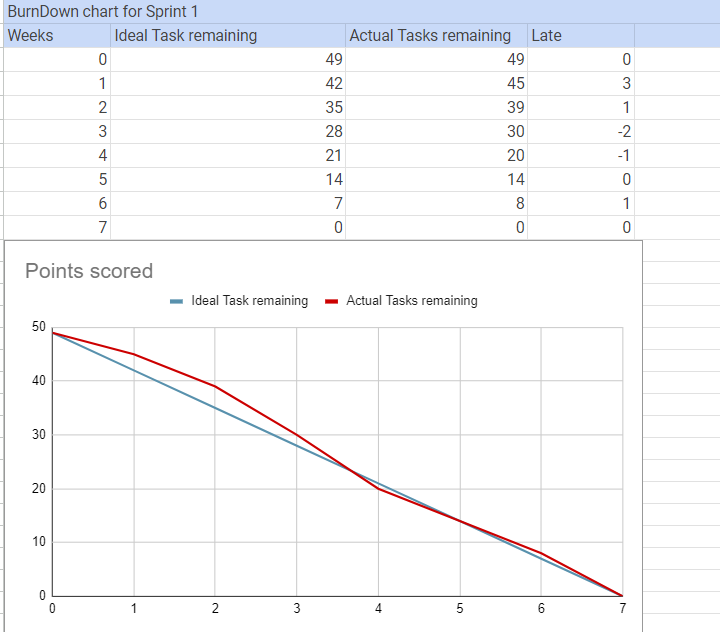 BurnDown chart for Sprint 1
Weeks Ideal Task remaining Actual Tasks remaining Late
0 49 49 0
1 42 45 3
2 35 39 1
3 28 30 -2
4 21 20 -1
5 14 14 0
6 7 8 1
7 0 0 0
Points scored
Ideal Task remaining Actual Tasks remaining
50
40
30
20
10
0
0 1 2 3 4 5 6 7